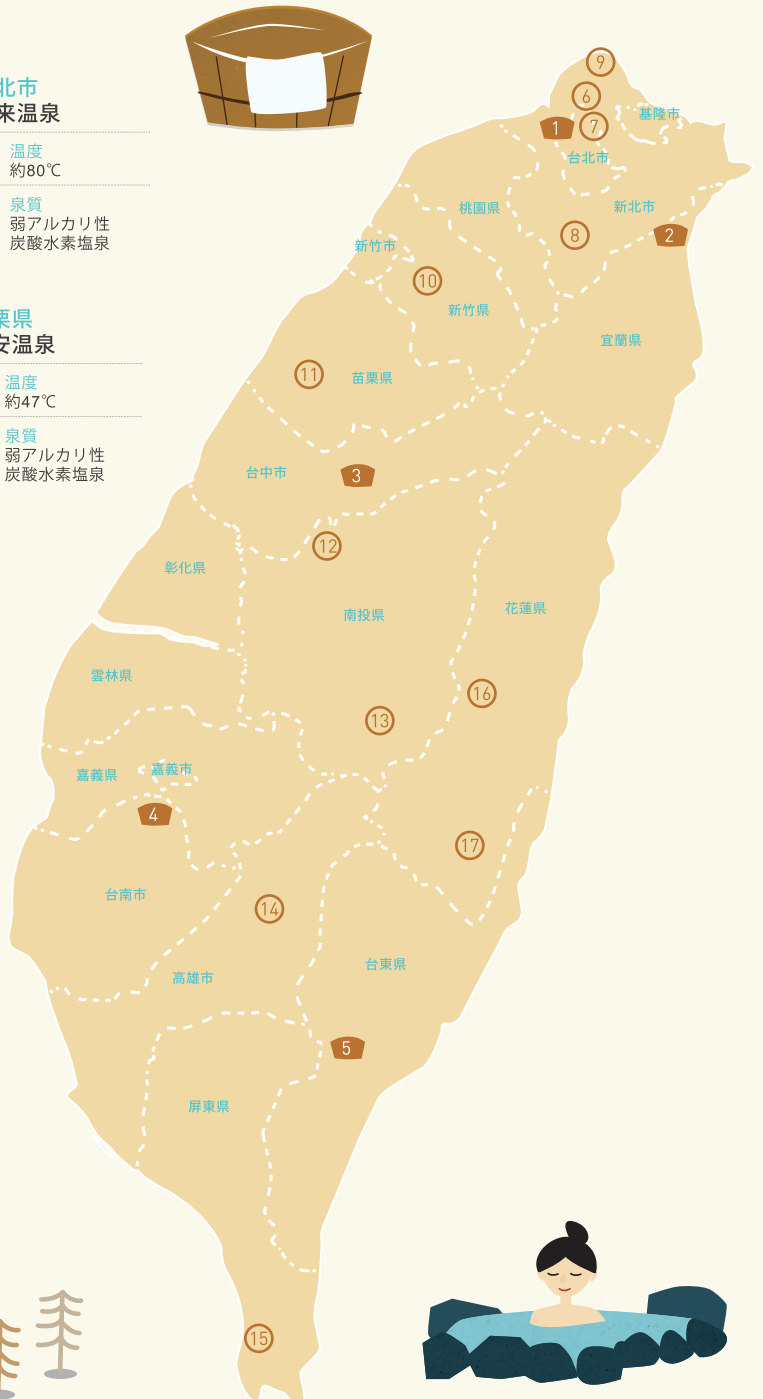 北市
来温泉
温度
約80℃
泉質
弱アルカリ性
炭酸水素塩泉
栗県
安温泉
温度
約47℃
泉質
弱アルカリ性
炭酸水素塩泉
9
6
基隆市
1
7
台北市
桃園県
新北市
8
2
新竹市
10
新竹県
宜蘭県
11
苗栗県
台中市
3
12
彰化県
花蓮県
南投県
雲林県
16
13
嘉義県
嘉義市
4
17
台南市
14
台東県
高雄市
5
屏東県
15